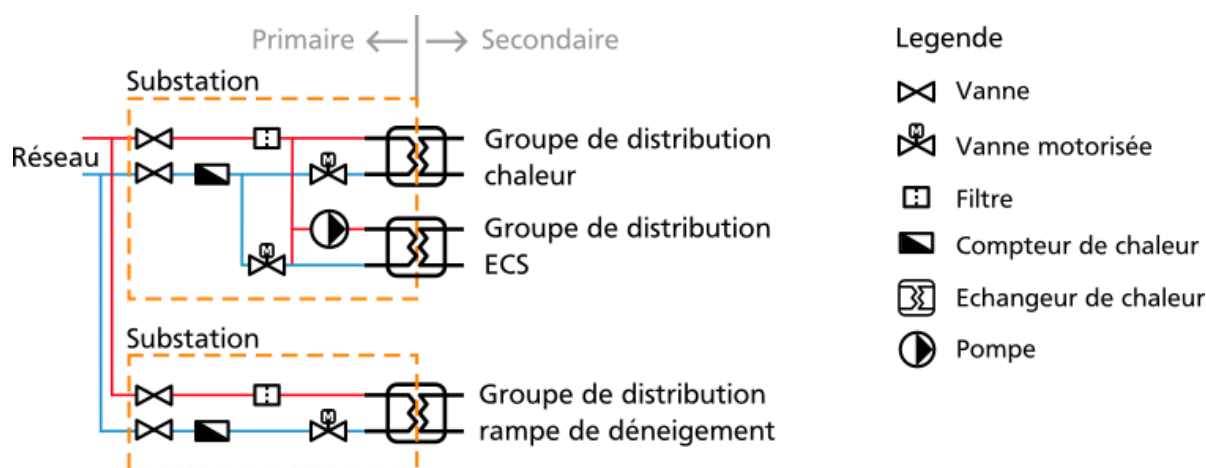 Primaire
Secondaire
Legende
Substation
Vanne
M
Vanne motorisée
Réseau
M
Groupe de distribution
chaleur
Filtre
Groupe de distribution
ECS
M
Compteur de chaleur
Echangeur de chaleur
Substation
Pompe
Groupe de distribution
rampe de déneigement
M